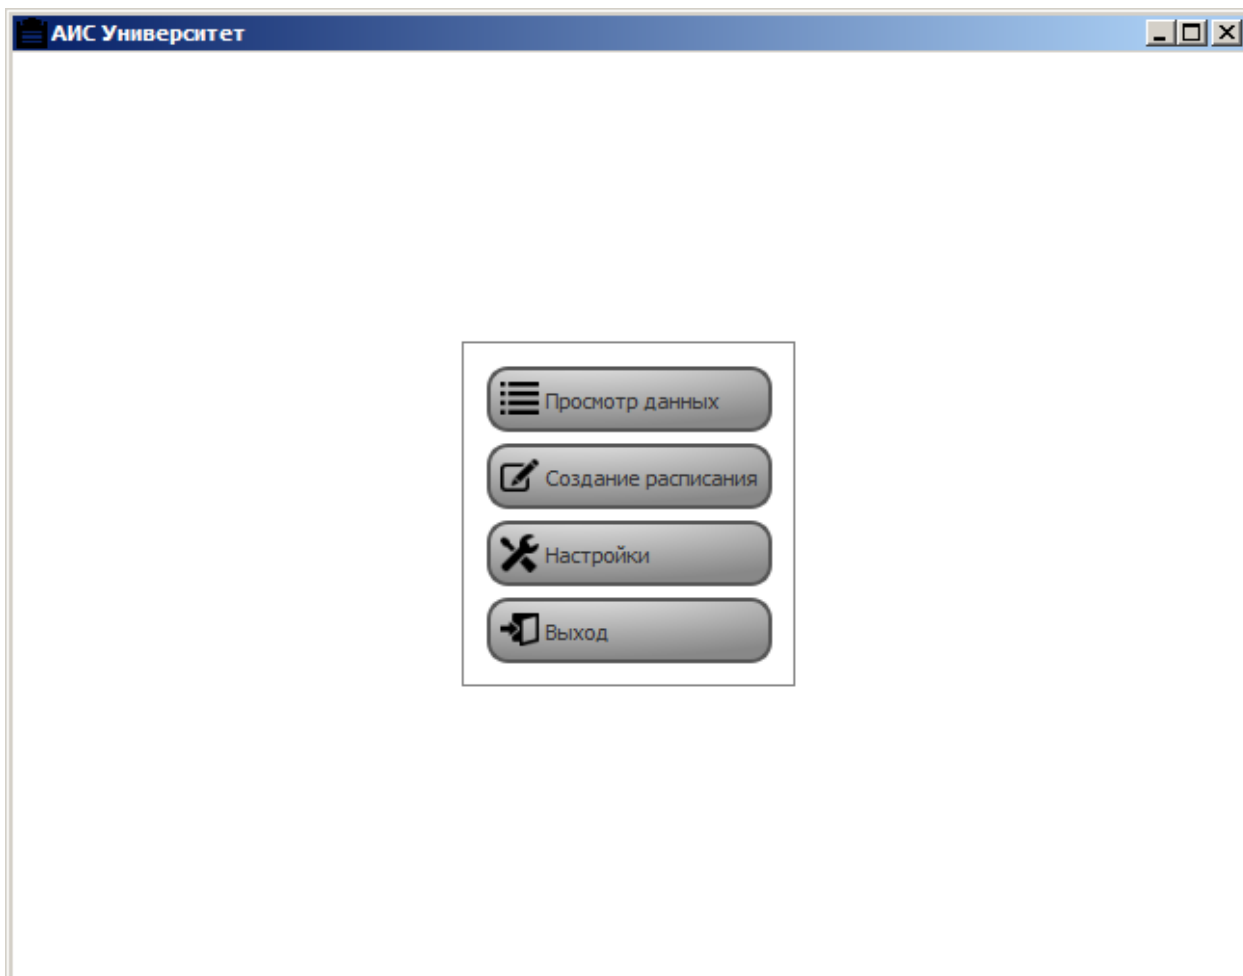 АИС Университет
Просмотр данных
Создание расписания
Настройки
Выход